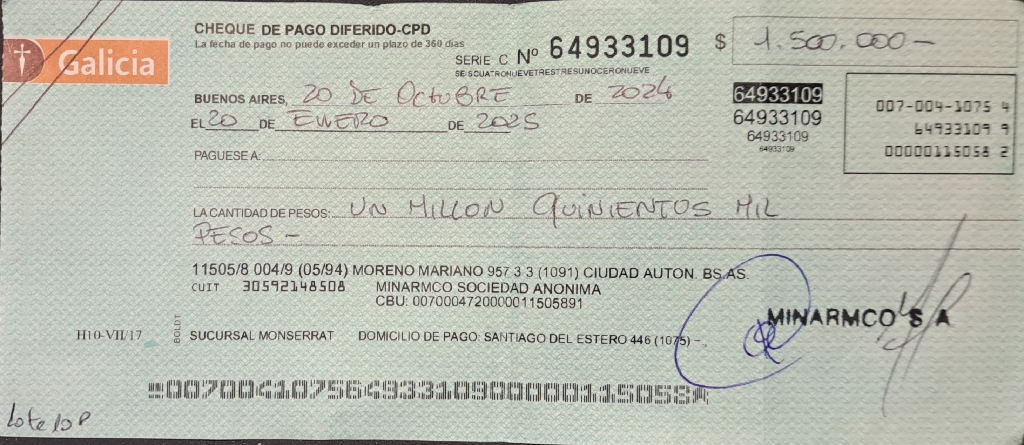 CHEQUE DE PAGO DIFERIDO-CPD
La fecha de pago no puede exceder un plazo de 360 días
Galicia
SERIE C Nº 64933109
SEISCUATRONUEVETRESTRESUNOCERONUEVE
$ 1.500.000-
BUENOS AIRES, 20 DE OCTUBRE DE 2024
EL 20 DE ENERO DE 2025
64933109
64933109
64933109
64933109
007-004-1075 4
64933109 9
00000115058 2
PAGUESE A:
LA CANTIDAD DE PESOS: UN MILLON QUINIENTOS MIL
PESOS -
11505/8 004/9 (05/94) MORENO MARIANO 957 3 3 (1091) CIUDAD AUTON. BS.AS.
CUIT 30592148508 MINARMCO SOCIEDAD ANONIMA
CBU: 0070004720000011505891
MINARMCO S A
H10-VII/17
BOLDT
SUCURSAL MONSERRAT DOMICILIO DE PAGO: SANTIAGO DEL ESTERO 446 (1075) -
00700410756493310900000115058
Lote